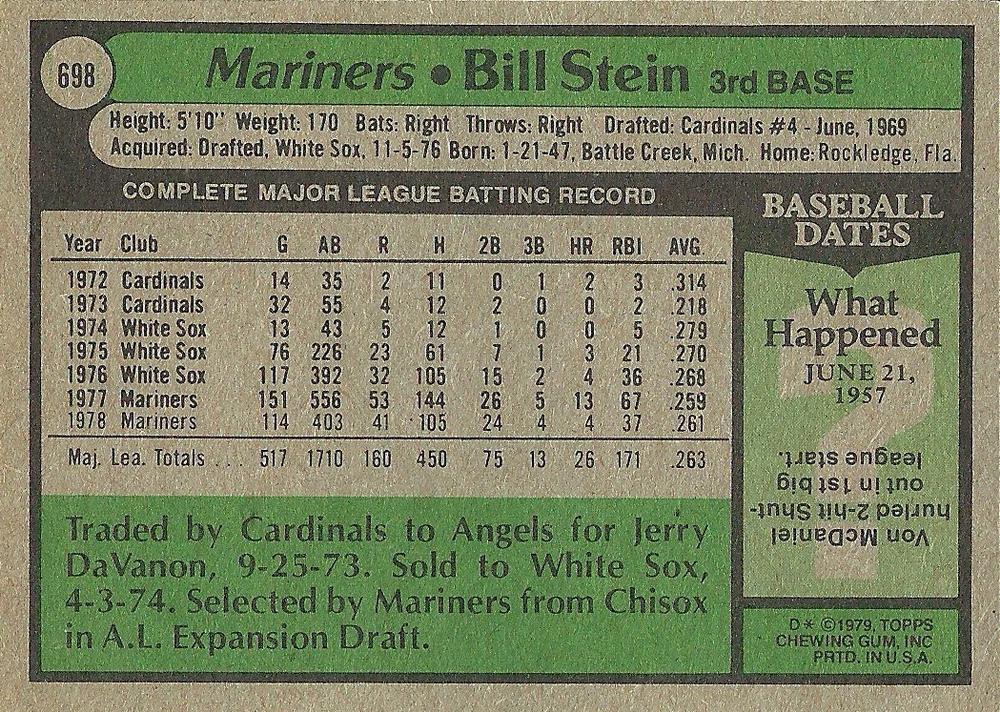 698
Mariners • Bill Stein 3rd BASE
Height: 5'10" Weight: 170 Bats: Right Throws: Right Drafted: Cardinals #4 - June, 1969
Acquired: Drafted, White Sox, 11-5-76 Born: 1-21-47, Battle Creek, Mich. Home: Rockledge, Fla.
COMPLETE MAJOR LEAGUE BATTING RECORD
Year Club G AB R H 2B 3B HR RBI AVG.
1972 Cardinals 14 35 2 11 0 1 2 3 .314
1973 Cardinals 32 55 4 12 2 0 0 2 .218
1974 White Sox 13 43 5 12 1 0 0 5 .279
1975 White Sox 76 226 23 61 7 1 3 21 .270
1976 White Sox 117 392 32 105 15 2 4 36 .268
1977 Mariners 151 556 53 144 26 5 13 67 .259
1978 Mariners 114 403 41 105 24 4 4 37 .261
Maj. Lea. Totals ... 517 1710 160 450 75 13 26 171 .263
Traded by Cardinals to Angels for Jerry
DaVanon, 9-25-73. Sold to White Sox,
4-3-74. Selected by Mariners from Chisox
in A.L. Expansion Draft.
BASEBALL
DATES
What
Happened
JUNE 21,
1957
?
Von McDaniel
hurled 2-hit Shut-
out in 1st big
league start.
D* ©1979, TOPPS
CHEWING GUM, INC
PRTD. IN U.S.A.